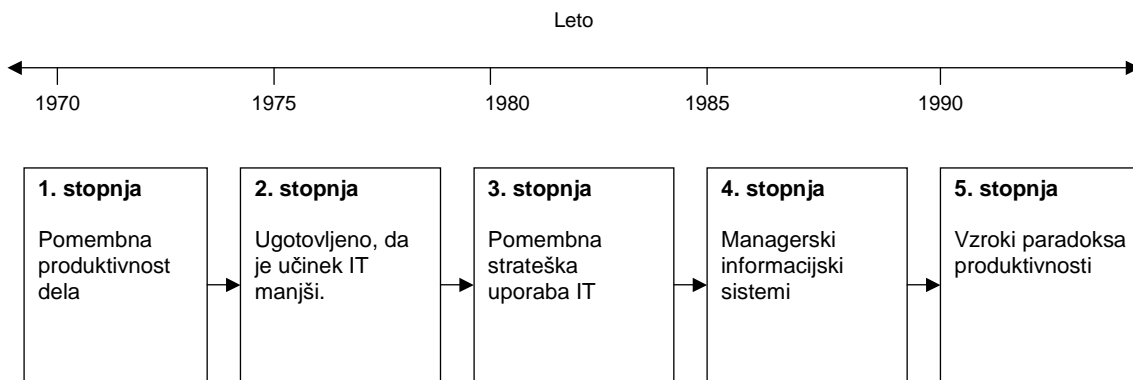 Leto
1970 1975 1980 1985 1990
1. stopnja
Pomembna
produktivnost
dela
2. stopnja
Ugotovljeno, da
je učinek IT
manjši.
3. stopnja
Pomembna
strateška
uporaba IT
4. stopnja
Managerski
informacijski
sistemi
5. stopnja
Vzroki paradoksa
produktivnosti